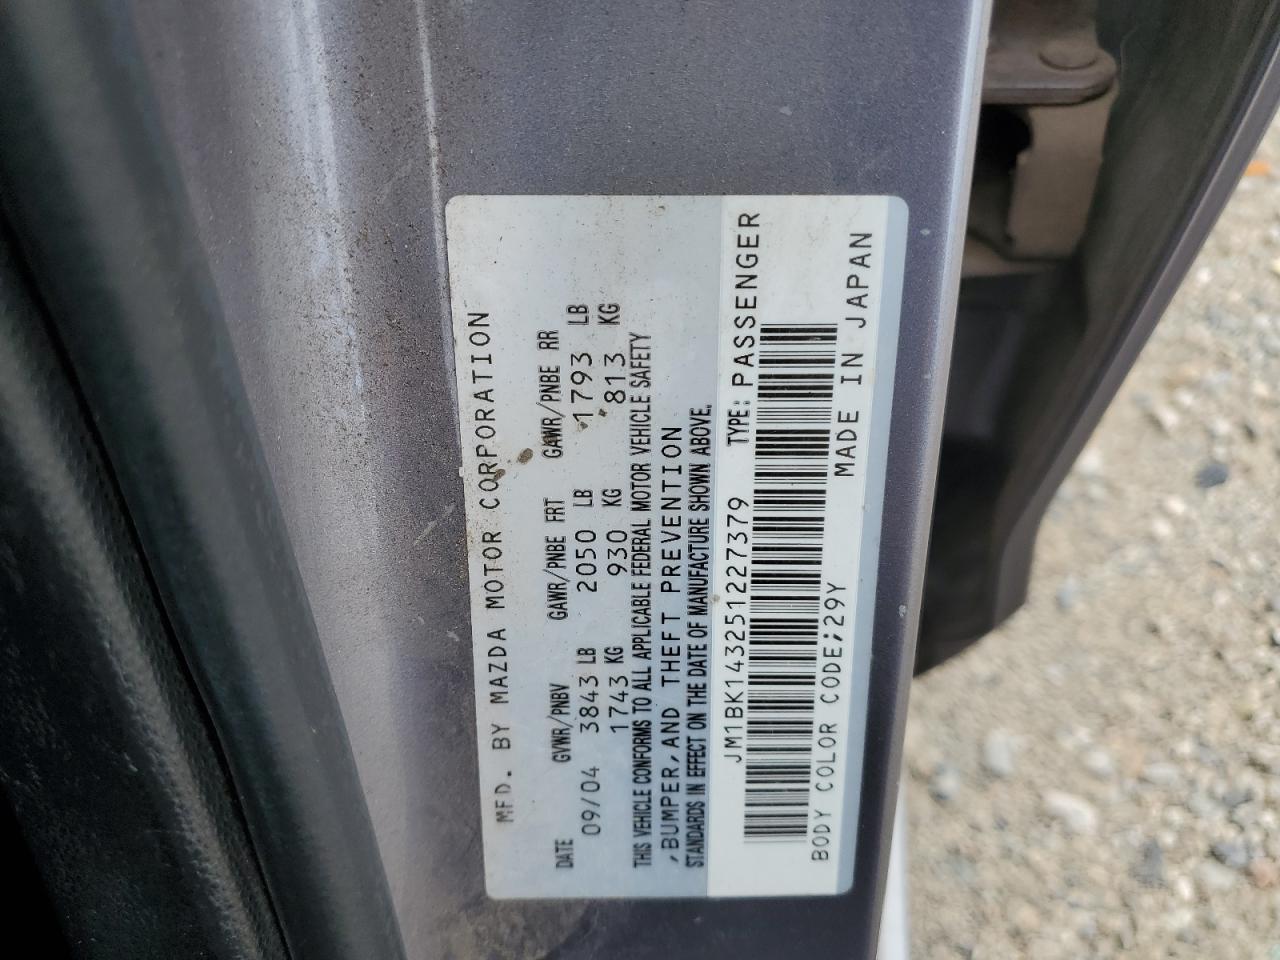 MFD. BY MAZDA MOTOR CORPORATION
DATE GVWR/PNBV GAWR/PNBE FRT GAWR/PNBE RR
09/04 3843 LB 2050 LB 1793 LB
1743 KG 930 KG 813 KG
THIS VEHICLE CONFORMS TO ALL APPLICABLE FEDERAL MOTOR VEHICLE SAFETY
,BUMPER,AND THEFT PREVENTION
STANDARDS IN EFFECT ON THE DATE OF MANUFACTURE SHOWN ABOVE.
JM1BK143251227379 TYPE: PASSENGER
BODY COLOR CODE;29Y MADE IN JAPAN